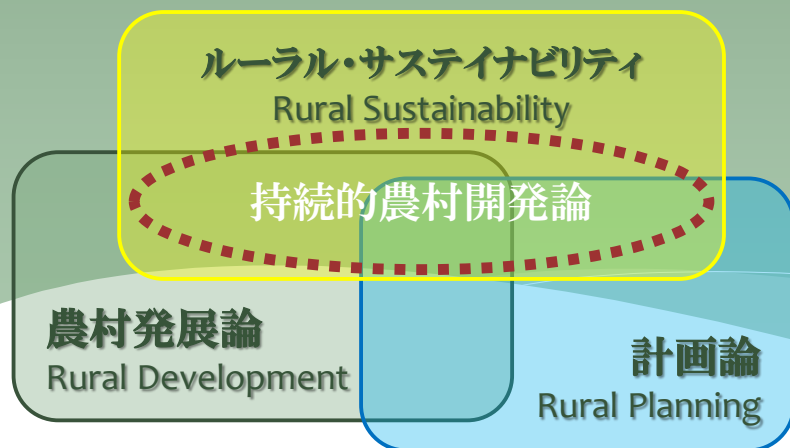 ルーラル・サステイナビリティ
Rural Sustainability
持続的農村開発論
農村発展論
Rural Development
計画論
Rural Planning